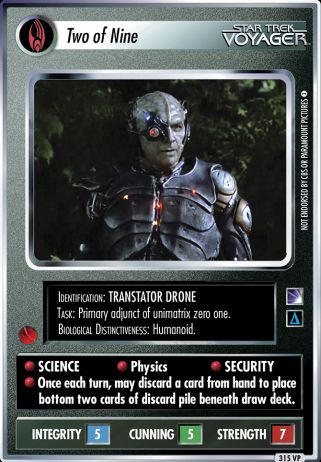 Two of Nine
STAR TREK
VOYAGER
NOT ENDORSED BY CBS OR PARAMOUNT PICTURES
IDENTIFICATION: TRANSTATOR DRONE
TASK: Primary adjunct of unimatrix zero one.
BIOLOGICAL DISTINCTIVENESS: Humanoid.
SCIENCE Physics SECURITY
Once each turn, may discard a card from hand to place
bottom two cards of discard pile beneath draw deck.
INTEGRITY 5 CUNNING 5 STRENGTH 7
315 VP